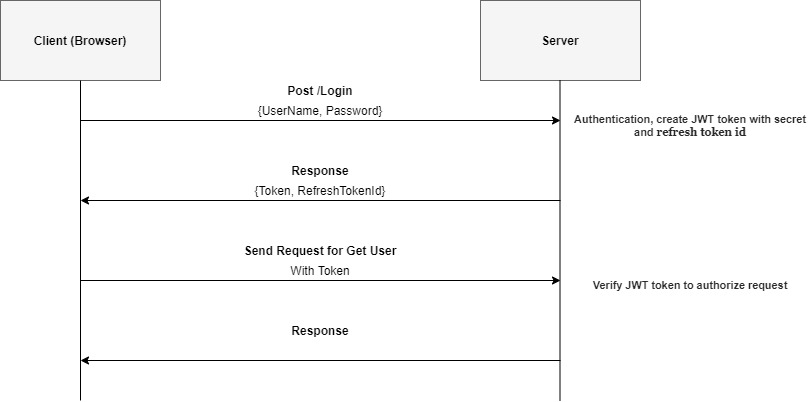 Client (Browser)
Server
Post /Login
{UserName, Password}
Authentication, create JWT token with secret
and refresh token id
Response
{Token, RefreshTokenId}
Send Request for Get User
With Token
Verify JWT token to authorize request
Response